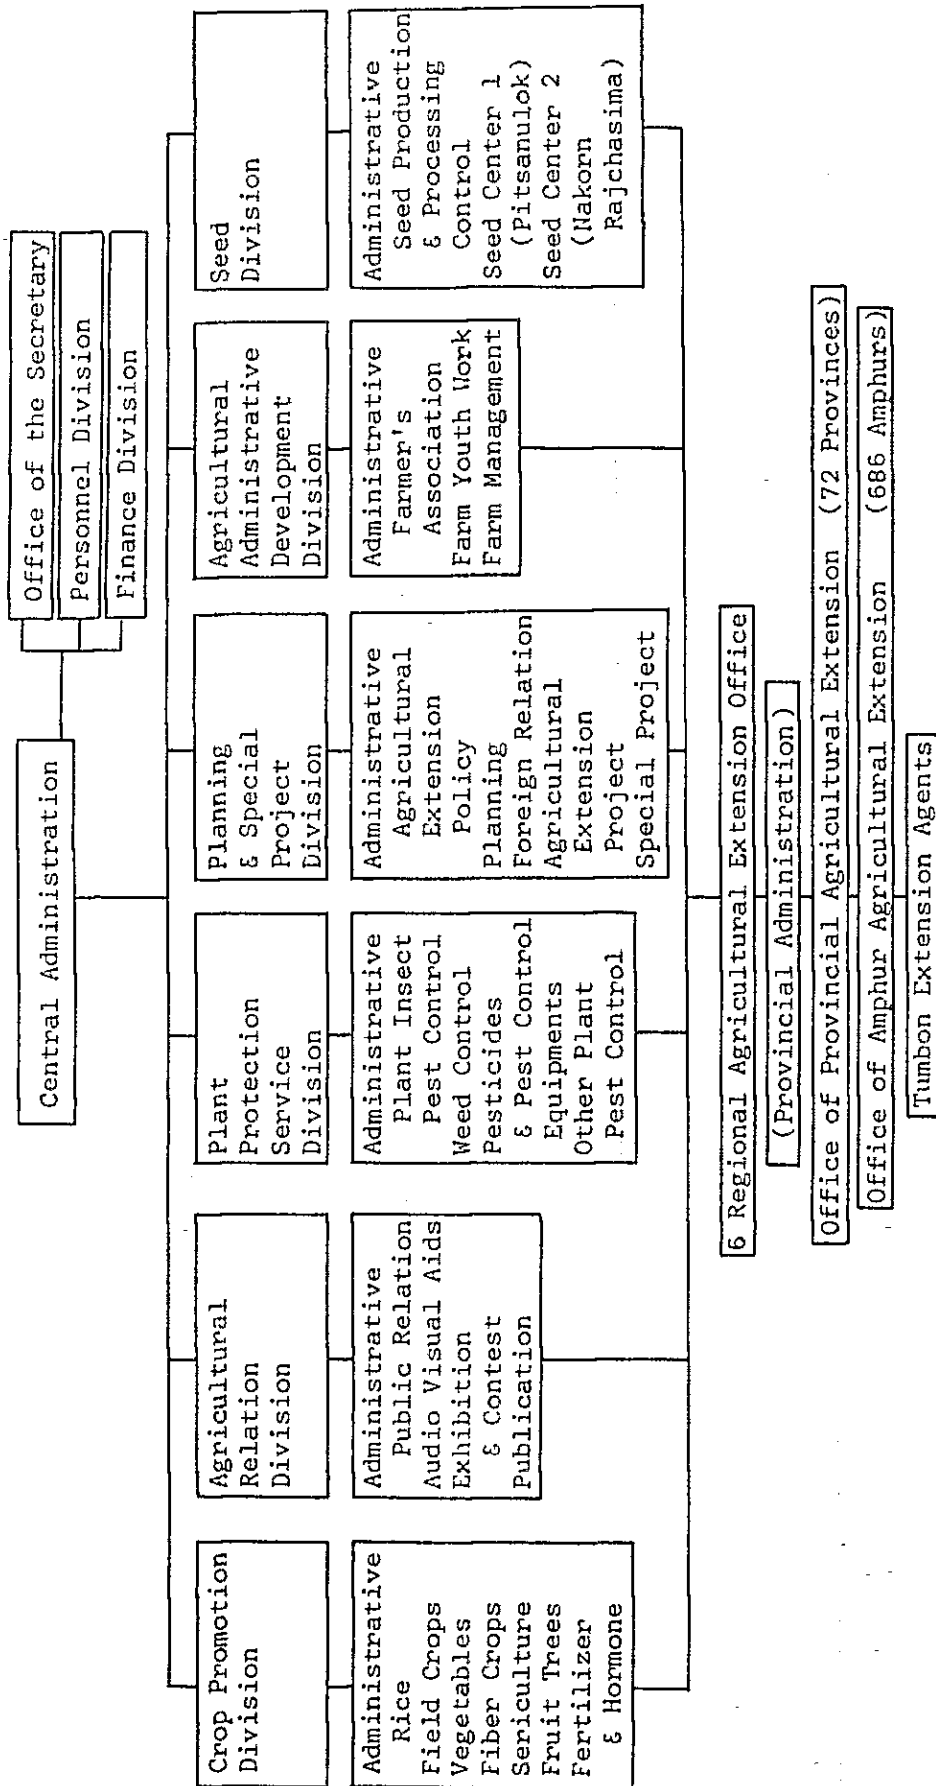 Central Administration
Office of the Secretary
Personnel Division
Finance Division
Crop Promotion
Division
Agricultural
Relation
Division
Plant
Protection
Service
Division
Planning
& Special
Project
Division
Agricultural
Administrative
Development
Division
Seed
Division
Administrative
Rice
Field Crops
Vegetables
Fiber Crops
Sericulture
Fruit Trees
Fertilizer
& Hormone
Administrative
Public Relation
Audio Visual Aids
Exhibition
& Contest
Publication
Administrative
Plant Insect
Pest Control
Weed Control
Pesticides
& Pest Control
Equipments
Other Plant
Pest Control
Administrative
Agricultural
Extension
Policy
Planning
Foreign Relation
Agricultural
Extension
Project
Special Project
Administrative
Farmer's
Association
Farm Youth Work
Farm Management
Administrative
Seed Production
& Processing
Control
Seed Center 1
(Pitsanulok)
Seed Center 2
(Nakorn
Rajchasima)
6 Regional Agricultural Extension Office
(Provincial Administration)
Office of Provincial Agricultural Extension (72 Provinces)
Office of Amphur Agricultural Extension (686 Amphurs)
Tumbon Extension Agents